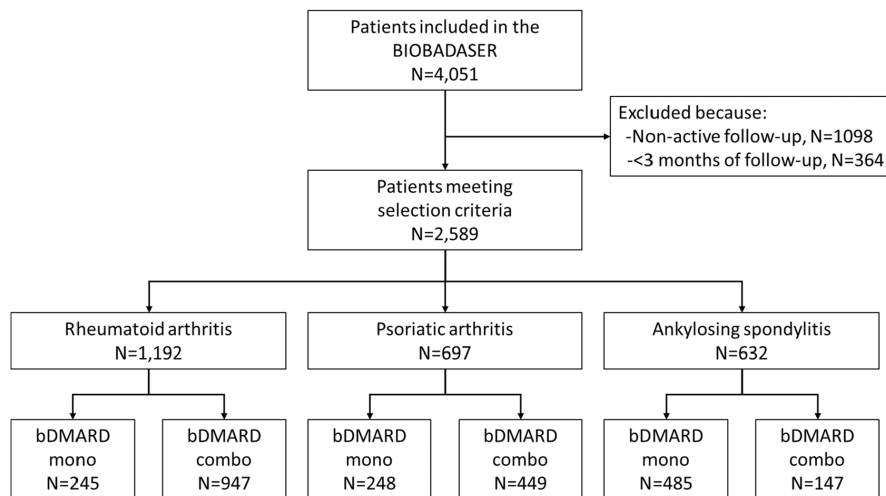 Patients included in the
BIOBADASER
N=4,051
Excluded because:
-Non-active follow-up, N=1098
-<3 months of follow-up, N=364
Patients meeting
selection criteria
N=2,589
Rheumatoid arthritis
N=1,192
Psoriatic arthritis
N=697
Ankylosing spondylitis
N=632
bDMARD
mono
N=245
bDMARD
combo
N=947
bDMARD
mono
N=248
bDMARD
combo
N=449
bDMARD
mono
N=485
bDMARD
combo
N=147